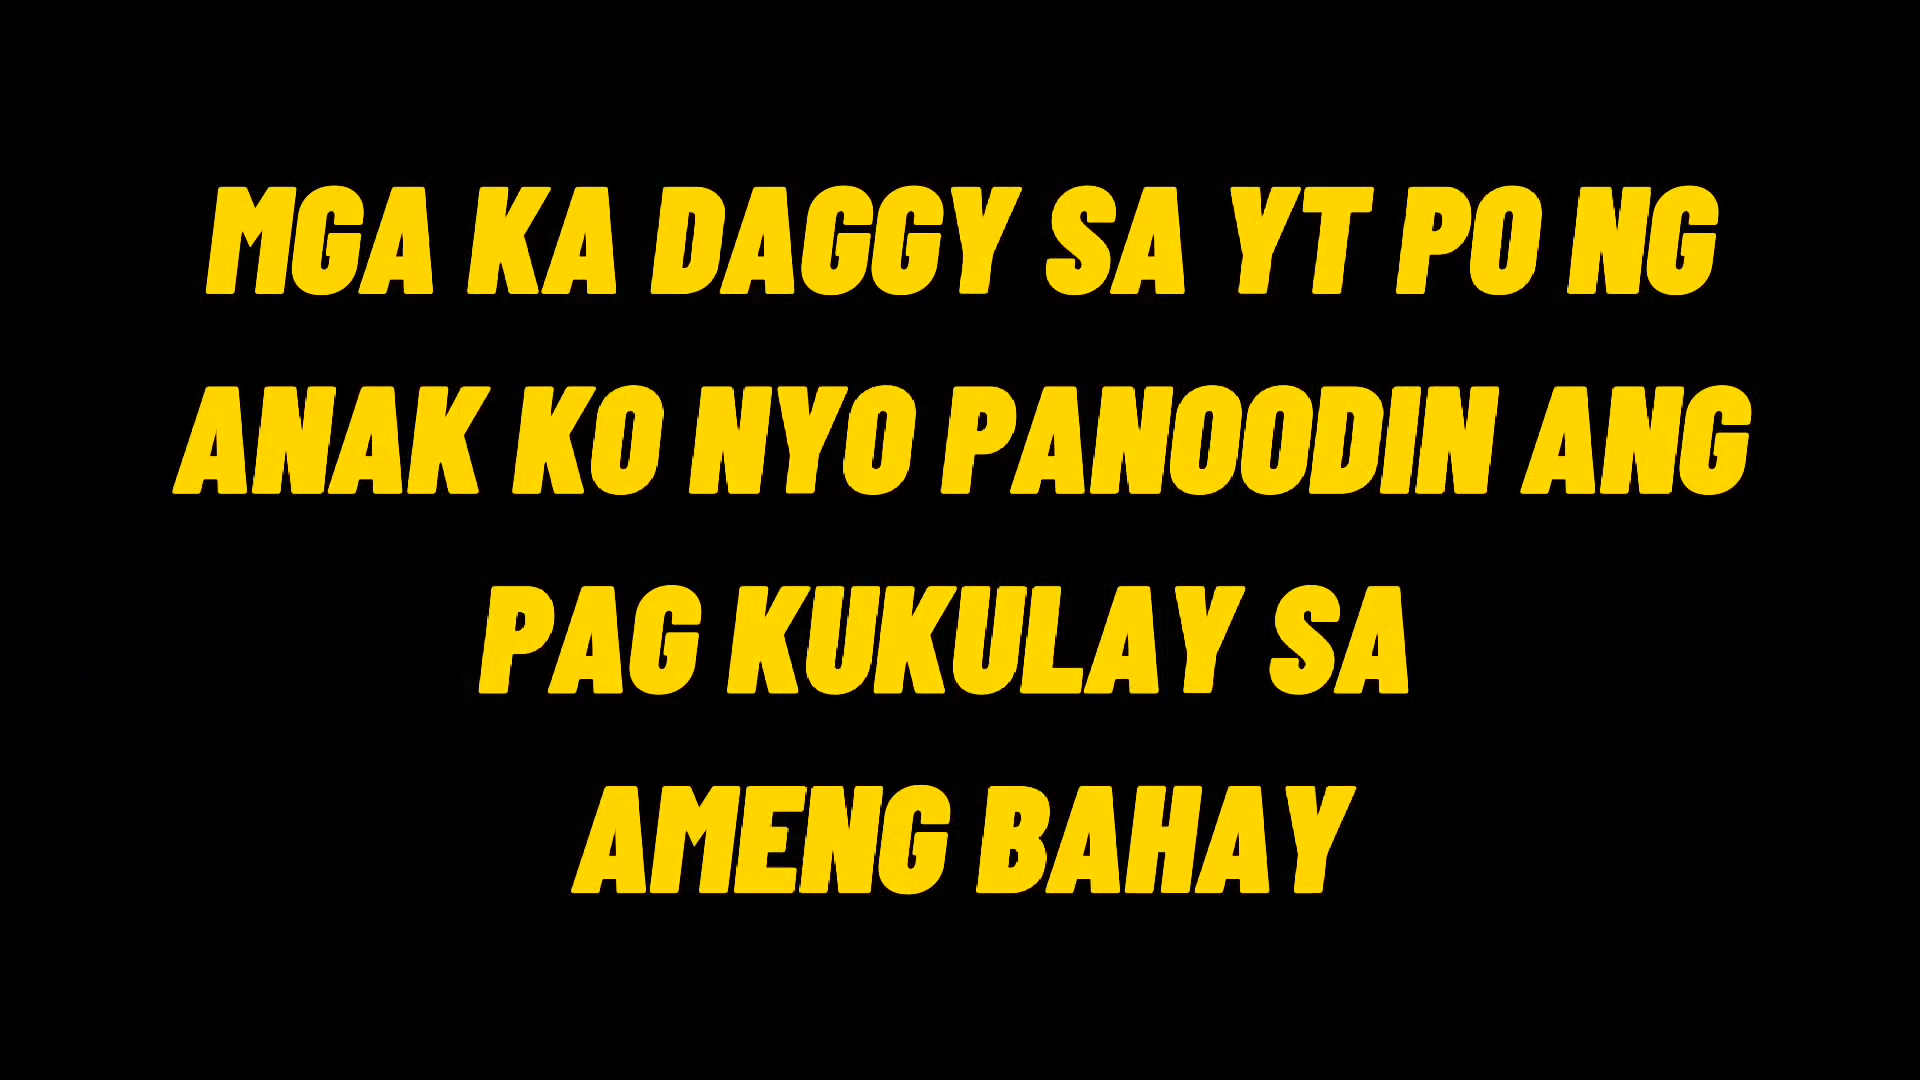 MGA KA DAGGY SA YT PO NG
ANAK KO NYO PANOODIN ANG
PAG KUKULAY SA
AMENG BAHAY